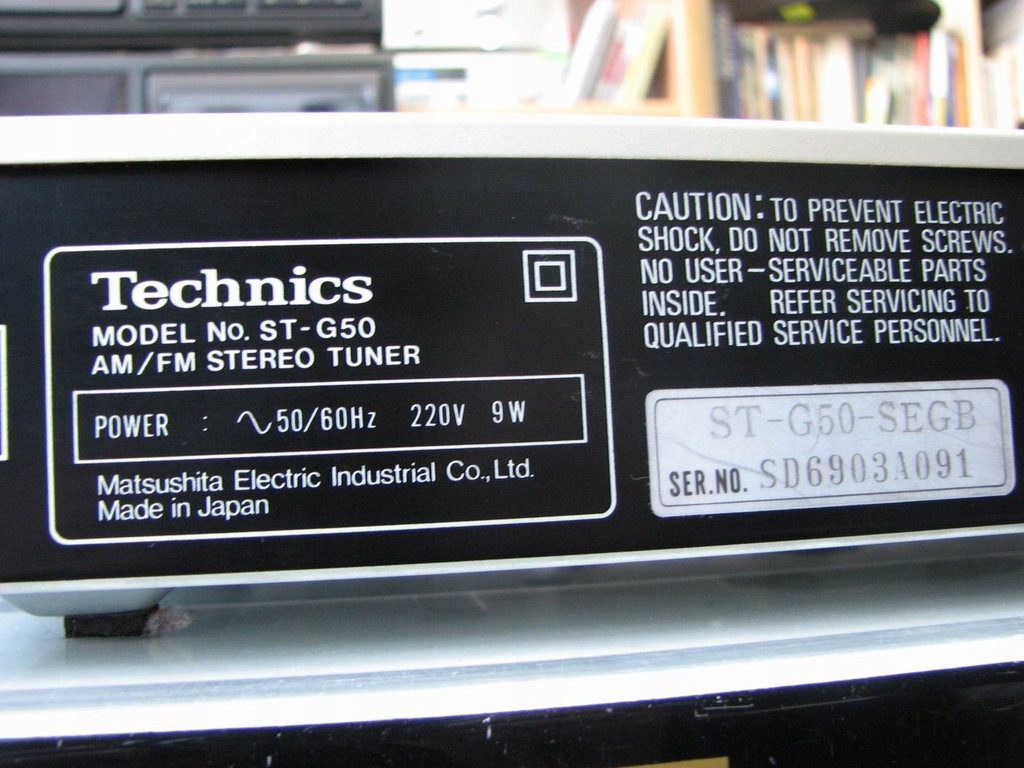 Technics
MODEL No. ST-G50
AM/FM STEREO TUNER
POWER : ∿50/60Hz 220V 9W
Matsushita Electric Industrial Co.,Ltd.
Made in Japan
CAUTION: TO PREVENT ELECTRIC
SHOCK, DO NOT REMOVE SCREWS.
NO USER-SERVICEABLE PARTS
INSIDE. REFER SERVICING TO
QUALIFIED SERVICE PERSONNEL.
ST-G50-SEGB
SER.NO. SD6903A091